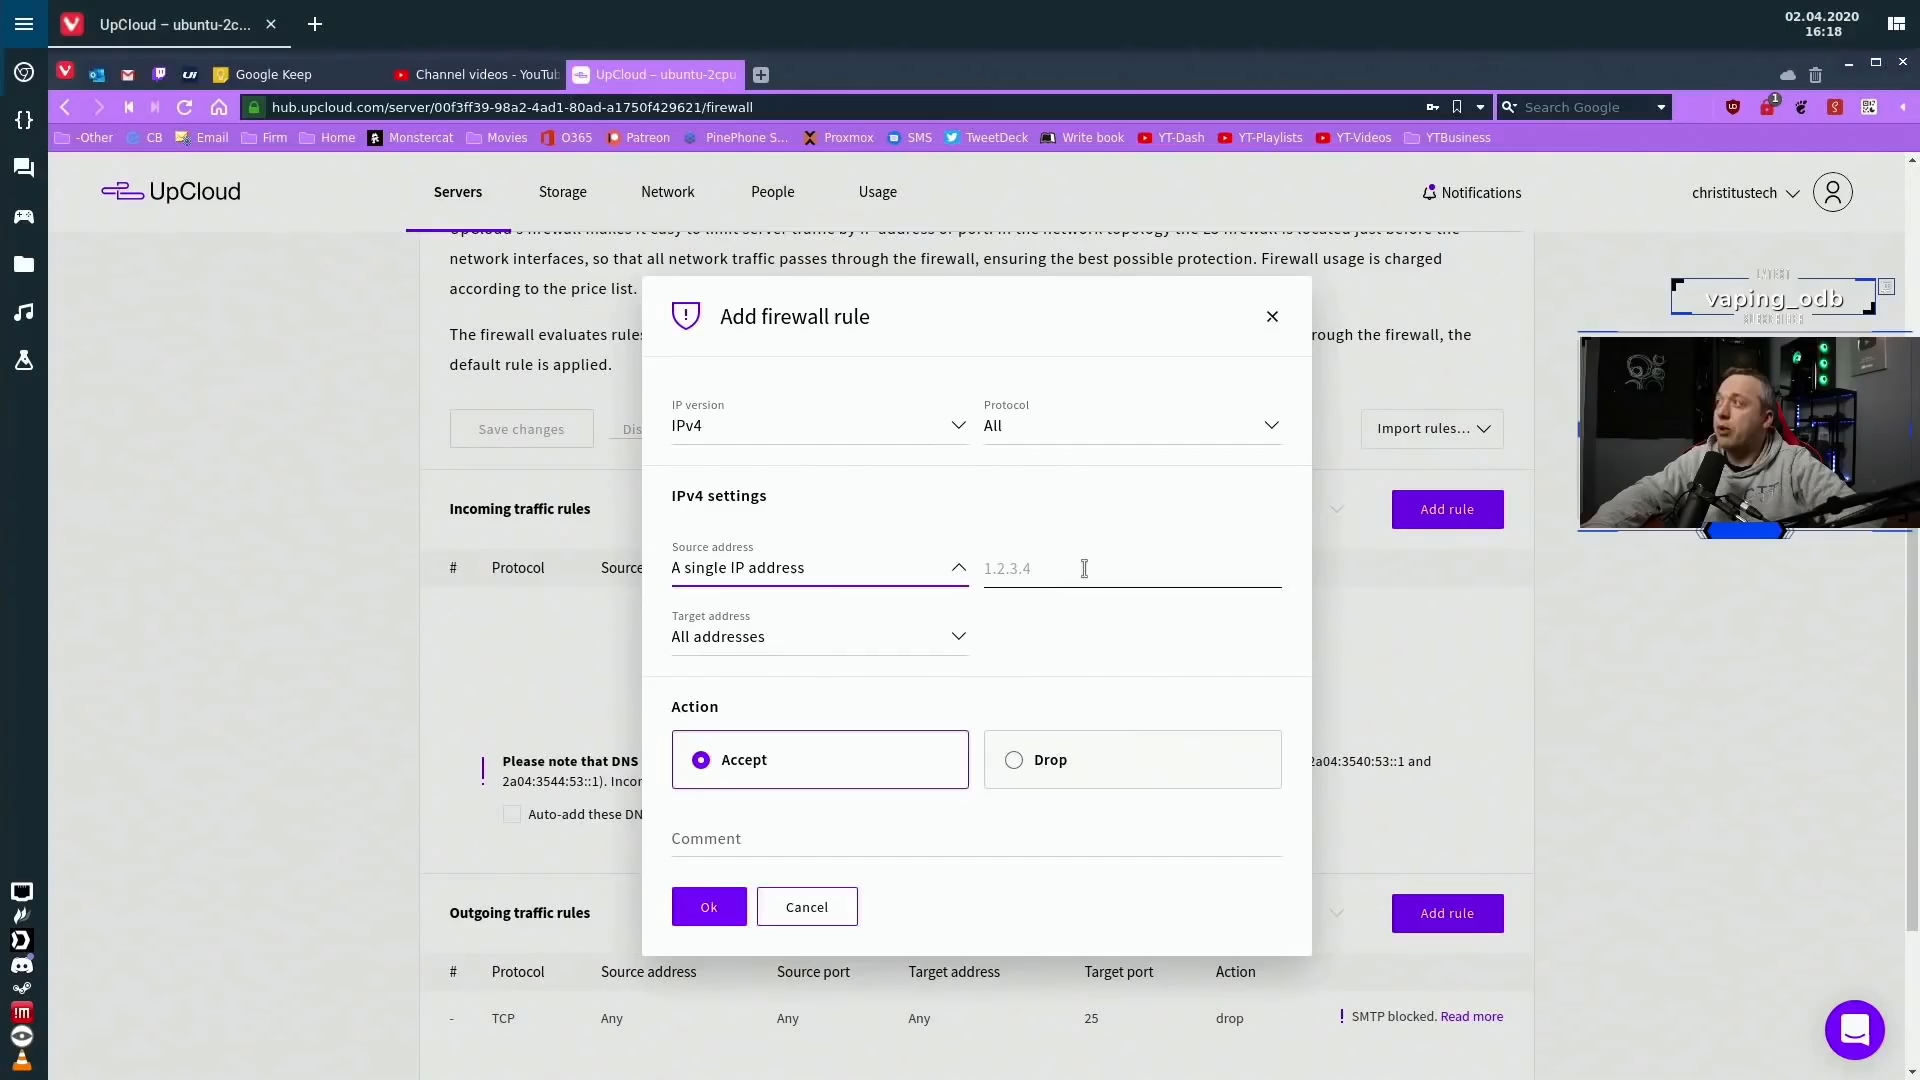 UpCloud – ubuntu-2c...
02.04.2020
16:18
Google Keep
Channel videos - YouTub
UpCloud – ubuntu-2cpu
hub.upcloud.com/server/00f3ff39-98a2-4ad1-80ad-a1750f429621/firewall
Search Google
1
-Other
CB
Email
Firm
Home
Monstercat
Movies
O365
Patreon
PinePhone S...
Proxmox
SMS
TweetDeck
Write book
YT-Dash
YT-Playlists
YT-Videos
YTBusiness
UpCloud
Servers
Storage
Network
People
Usage
Notifications
christitustech
network interfaces, so that all network traffic passes through the firewall, ensuring the best possible protection. Firewall usage is charged
according to the price list.
The firewall evaluates rules
rough the firewall, the
default rule is applied.
vaping_odb
Save changes
Dis
Import rules...
Incoming traffic rules
Add rule
#
Protocol
Source
Please note that DNS
2a04:3540:53::1 and
2a04:3544:53::1). Incor
Auto-add these DN
Add firewall rule
IP version
IPv4
Protocol
All
IPv4 settings
Source address
A single IP address
1.2.3.4
Target address
All addresses
Action
Accept
Drop
Comment
Ok
Cancel
Outgoing traffic rules
Add rule
#
Protocol
Source address
Source port
Target address
Target port
Action
-
TCP
Any
Any
Any
25
drop
SMTP blocked. Read more